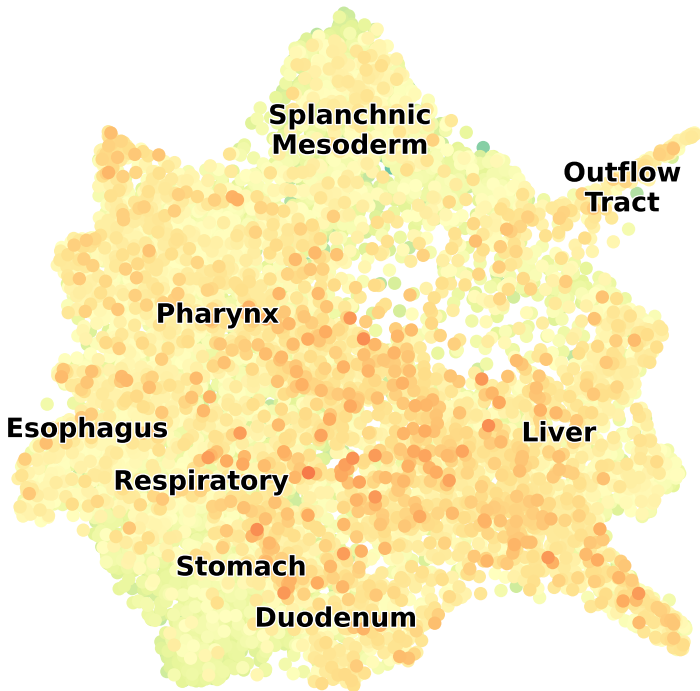 Splanchnic
Mesoderm
Outflow
Tract
Pharynx
Esophagus
Liver
Respiratory
Stomach
Duodenum